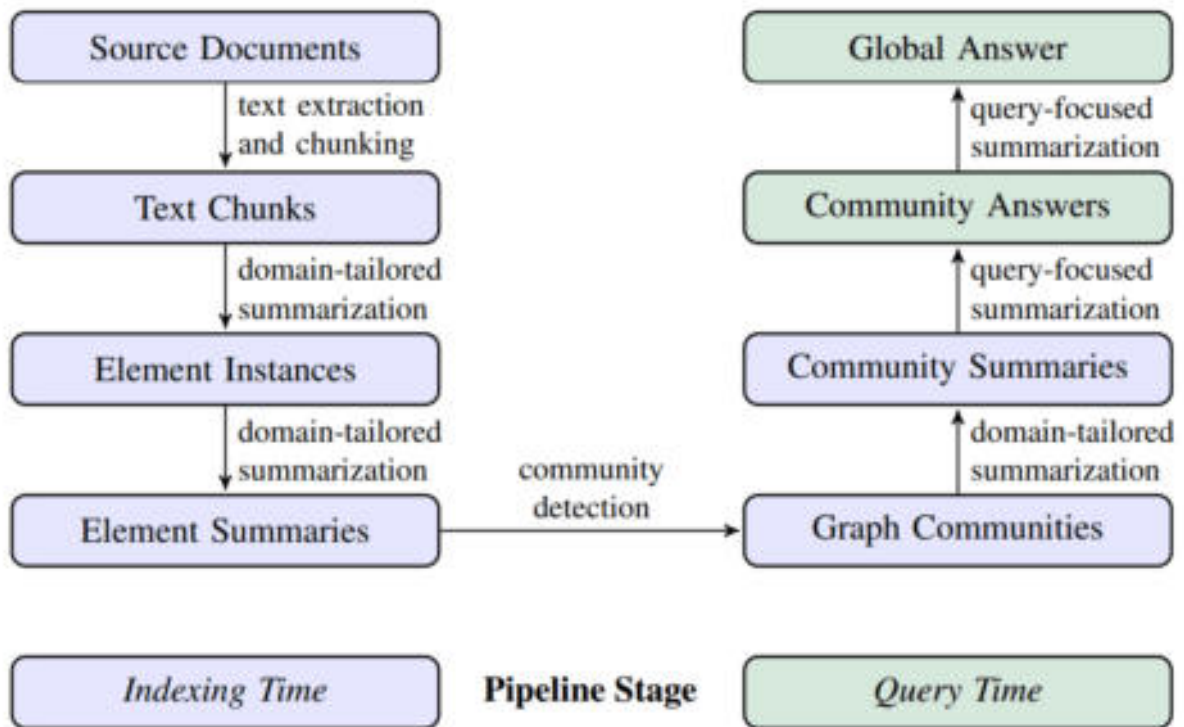 Source Documents
text extraction
and chunking
Text Chunks
domain-tailored
summarization
Element Instances
domain-tailored
summarization
Element Summaries
community
detection
Graph Communities
domain-tailored
summarization
Community Summaries
query-focused
summarization
Community Answers
query-focused
summarization
Global Answer
Indexing Time
Pipeline Stage
Query Time